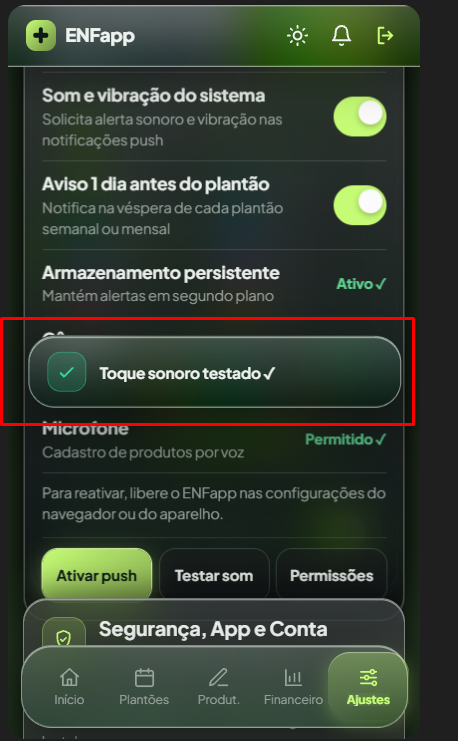 ENFapp
Som e vibração do sistema
Solicita alerta sonoro e vibração nas
notificações push
Aviso 1 dia antes do plantão
Notifica na véspera de cada plantão
semanal ou mensal
Armazenamento persistente
Mantém alertas em segundo plano
Ativo ✓
Toque sonoro testado ✓
Microfone
Cadastro de produtos por voz
Permitido ✓
Para reativar, libere o ENFapp nas configurações do
navegador ou do aparelho.
Ativar push
Testar som
Permissões
Segurança, App e Conta
Início
Plantões
Produt.
Financeiro
Ajustes